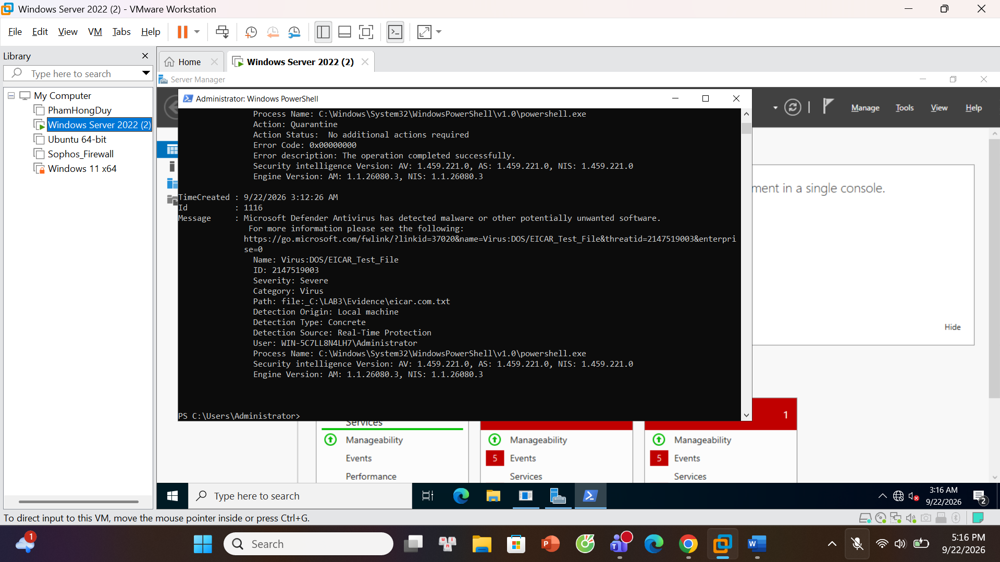 Windows Server 2022 (2) - VMware Workstation
File Edit View VM Tabs Help
Library
Type here to search
My Computer
PhamHongDuy
Windows Server 2022 (2)
Ubuntu 64-bit
Sophos_Firewall
Windows 11 x64
Home
Windows Server 2022 (2)
Server Manager
Manage Tools View Help
Administrator: Windows PowerShell
Process Name: C:\Windows\System32\WindowsPowerShell\v1.0\powershell.exe
Action: Quarantine
Action Status:  No additional actions required
Error Code: 0x00000000
Error description: The operation completed successfully.
Security intelligence Version: AV: 1.459.221.0, AS: 1.459.221.0, NIS: 1.459.221.0
Engine Version: AM: 1.1.26080.3, NIS: 1.1.26080.3
TimeCreated : 9/22/2026 3:12:26 AM
Id          : 1116
Message     : Microsoft Defender Antivirus has detected malware or other potentially unwanted software.
For more information please see the following:
https://go.microsoft.com/fwlink/?linkid=37020&name=Virus:DOS/EICAR_Test_File&threatid=2147519003&enterpri
se=0
Name: Virus:DOS/EICAR_Test_File
ID: 2147519003
Severity: Severe
Category: Virus
Path: file:_C:\LAB3\Evidence\eicar.com.txt
Detection Origin: Local machine
Detection Type: Concrete
Detection Source: Real-Time Protection
User: WIN-5C7LL8N4LH7\Administrator
Process Name: C:\Windows\System32\WindowsPowerShell\v1.0\powershell.exe
Security intelligence Version: AV: 1.459.221.0, AS: 1.459.221.0, NIS: 1.459.221.0
Engine Version: AM: 1.1.26080.3, NIS: 1.1.26080.3
PS C:\Users\Administrator>
ment in a single console.
Hide
1
Services
Manageability
Events
Performance
Manageability
5 Events
Services
Manageability
5 Events
Services
Type here to search
3:16 AM
9/22/2026
2
To direct input to this VM, move the mouse pointer inside or press Ctrl+G.
1
Search
5:16 PM
9/22/2026